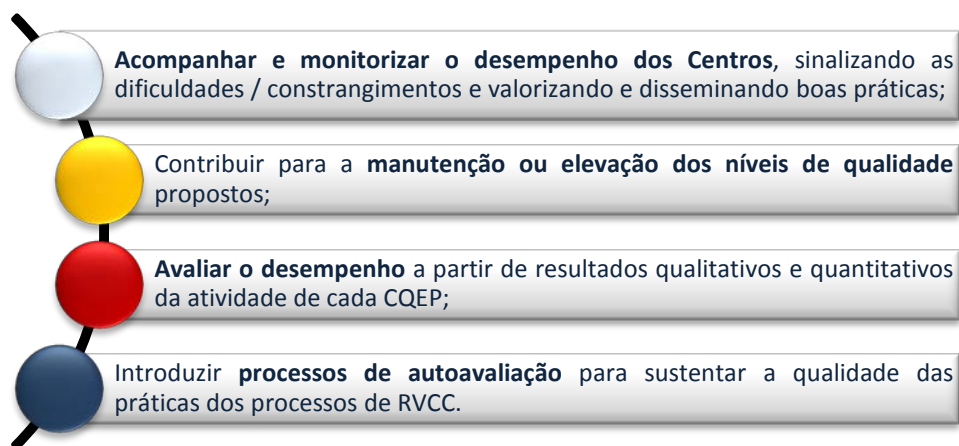 Acompanhar e monitorizar o desempenho dos Centros, sinalizando as
dificuldades / constrangimentos e valorizando e disseminando boas práticas;
Contribuir para a manutenção ou elevação dos níveis de qualidade
propostos;
Avaliar o desempenho a partir de resultados qualitativos e quantitativos
da atividade de cada CQEP;
Introduzir processos de autoavaliação para sustentar a qualidade das
práticas dos processos de RVCC.